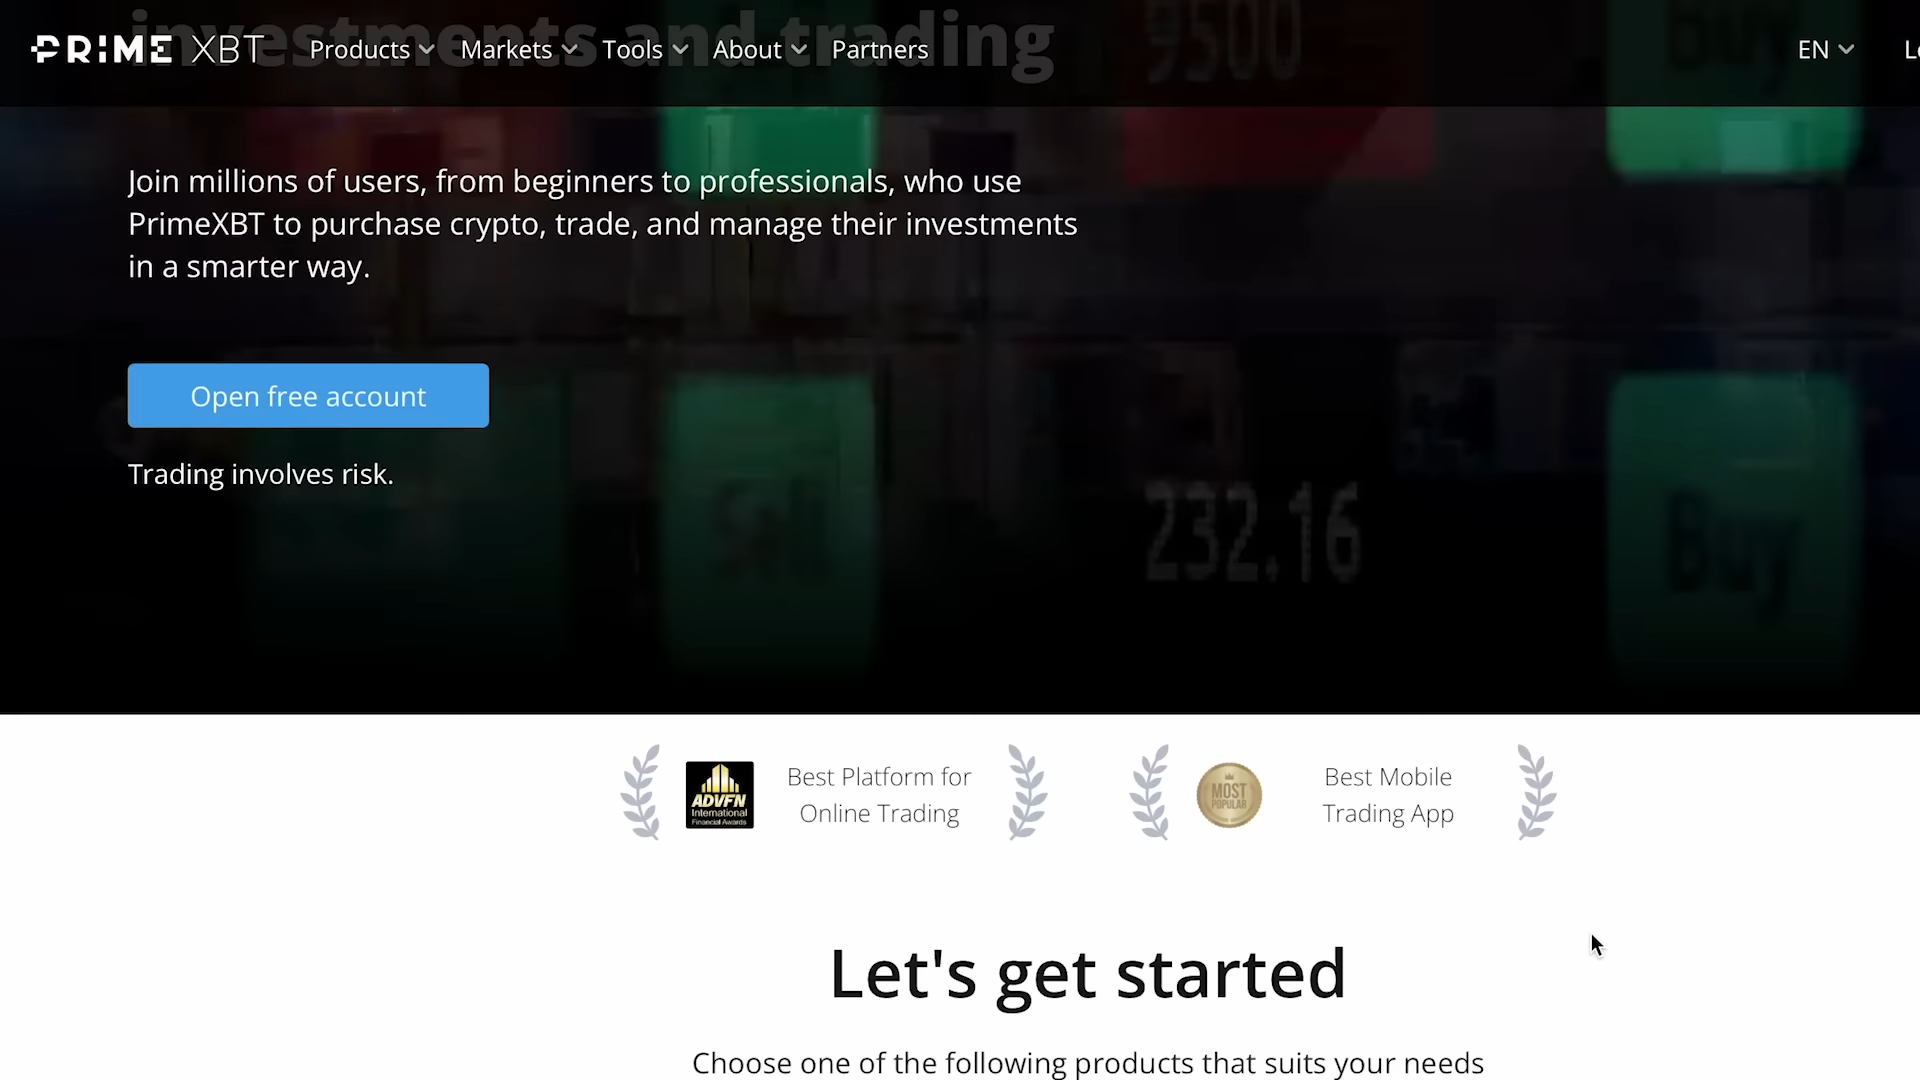 investments and trading
PRIME XBT Products Markets Tools About Partners EN
9500
Buy
Join millions of users, from beginners to professionals, who use
PrimeXBT to purchase crypto, trade, and manage their investments
in a smarter way.
Open free account
Trading involves risk.
Sell
232.16
Buy
ADVFN
International
Financial Awards
Best Platform for
Online Trading
MOST
POPULAR
Best Mobile
Trading App
Let's get started
Choose one of the following products that suits your needs